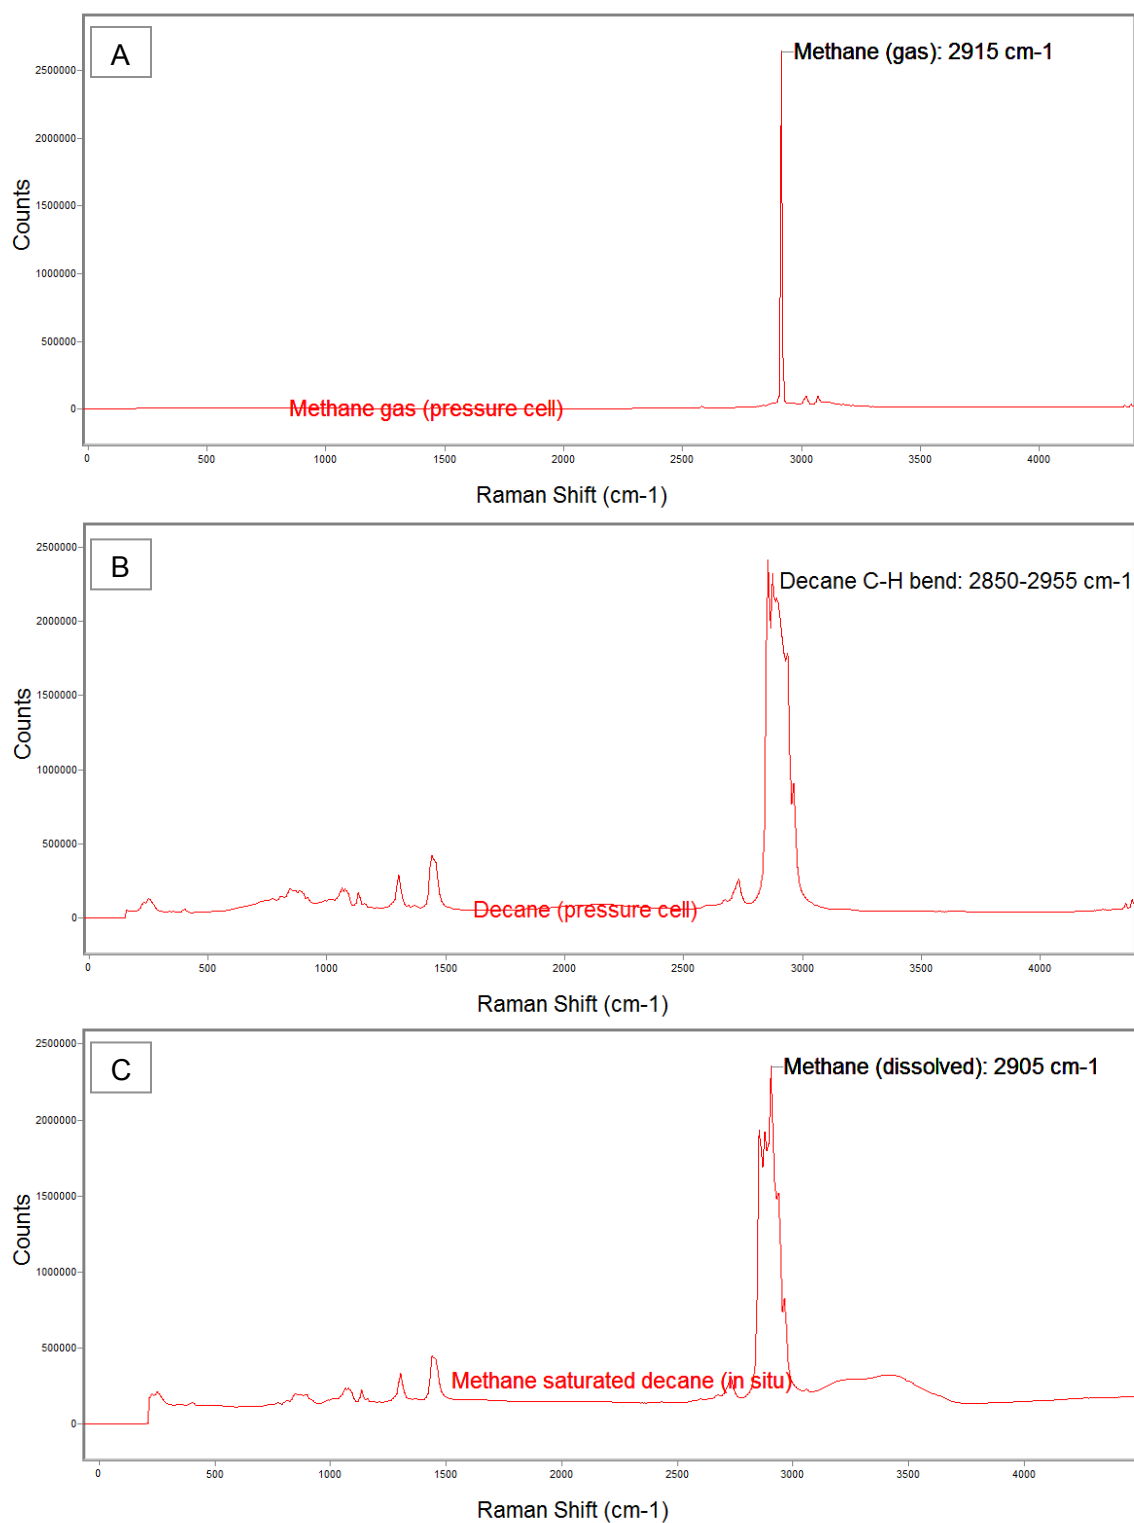 A
Methane (gas): 2915 cm-1
2500000
2000000
1500000
1000000
500000
0
Counts
Methane gas (pressure cell)
0 500 1000 1500 2000 2500 3000 3500 4000
Raman Shift (cm-1)
B
Decane C-H bend: 2850-2955 cm-1
2500000
2000000
1500000
1000000
500000
0
Counts
Decane (pressure cell)
0 500 1000 1500 2000 2500 3000 3500 4000
Raman Shift (cm-1)
C
Methane (dissolved): 2905 cm-1
2500000
2000000
1500000
1000000
500000
0
Counts
Methane saturated decane (in situ)
0 500 1000 1500 2000 2500 3000 3500 4000
Raman Shift (cm-1)